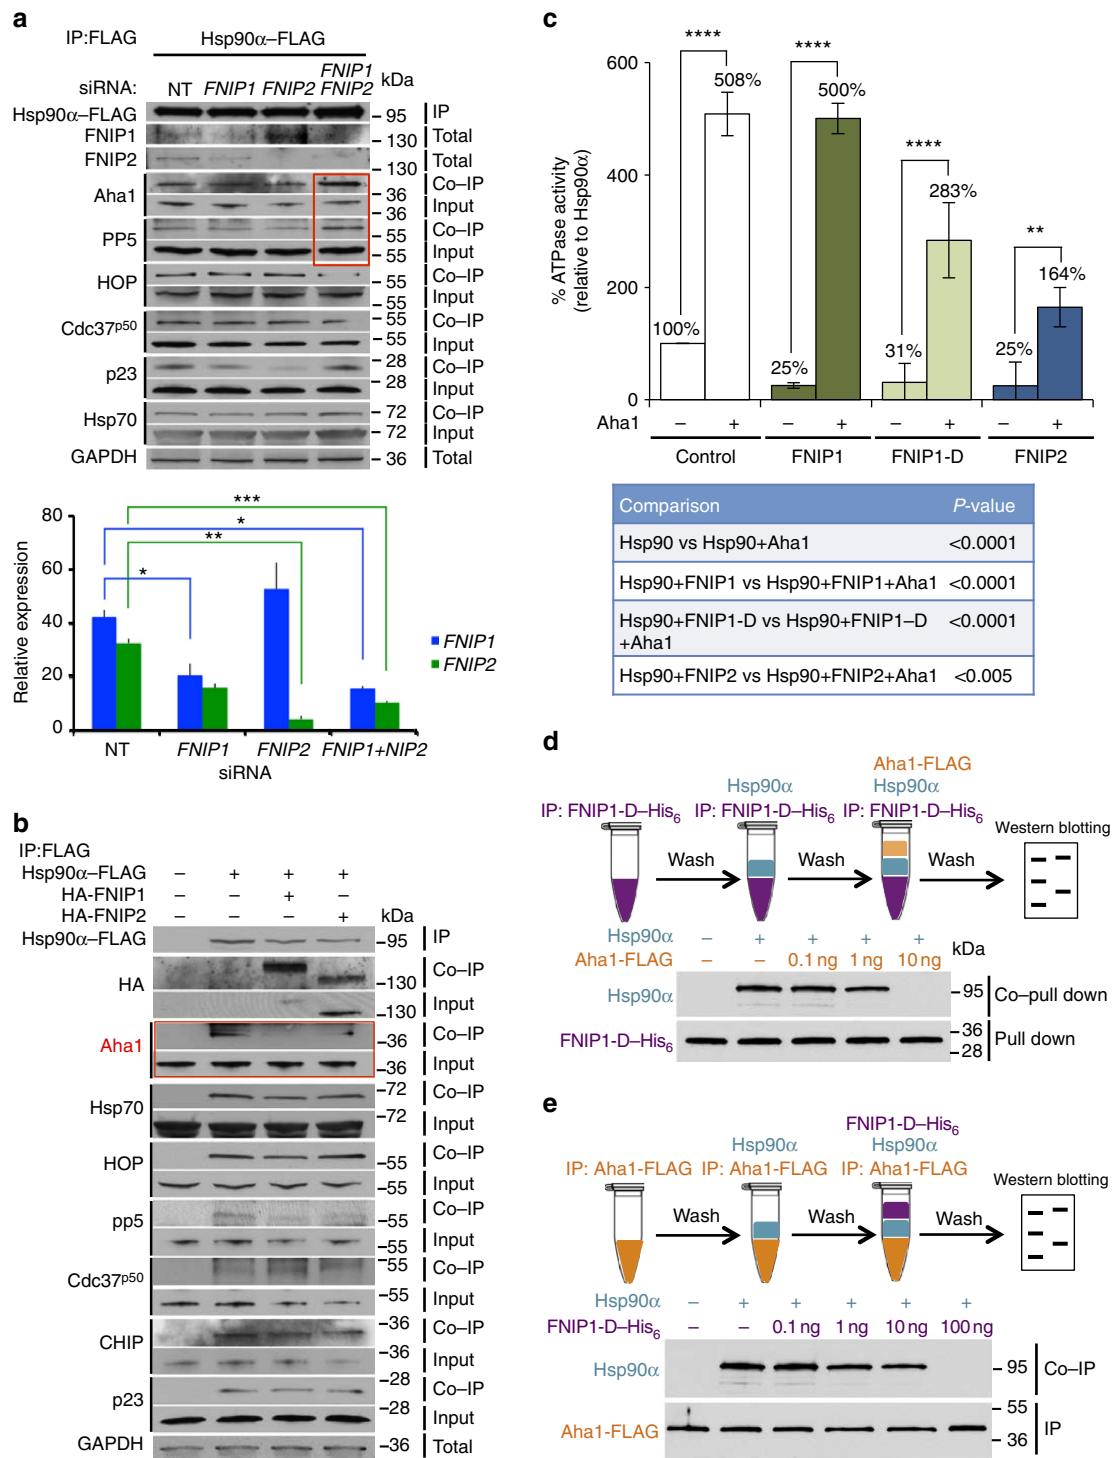 a
IP:FLAG Hsp90α–FLAG
siRNA: NT FNIP1 FNIP2 FNIP1 FNIP2 kDa
Hsp90α–FLAG 95 IP
FNIP1 130 Total
FNIP2 130 Total
Aha1 36 Co–IP
36 Input
PP5 55 Co–IP
55 Input
HOP Co–IP
55 Input
Cdc37p50 55 Co–IP
55 Input
p23 28 Co–IP
28 Input
Hsp70 72 Co–IP
72 Input
GAPDH 36 Total
Relative expression
80
60
40
20
0
***
*
**
*
FNIP1
FNIP2
NT FNIP1 FNIP2 FNIP1+NIP2
siRNA
b
IP:FLAG
Hsp90α–FLAG – + + +
HA-FNIP1 – – + –
HA-FNIP2 – – – + kDa
Hsp90α–FLAG 95 IP
HA 130 Co–IP
130 Input
Aha1 36 Co–IP
36 Input
Hsp70 72 Co–IP
72 Input
HOP 55 Co–IP
55 Input
pp5 55 Co–IP
55 Input
Cdc37p50 55 Co–IP
55 Input
CHIP 36 Co–IP
36 Input
p23 28 Co–IP
28 Input
GAPDH 36 Total
c
% ATPase activity
(relative to Hsp90α)
600
400
200
0
**** **** **** **
100% 508% 25% 500% 31% 283% 25% 164%
Aha1 – + – + – + – +
Control FNIP1 FNIP1-D FNIP2
Comparison P-value
Hsp90 vs Hsp90+Aha1 <0.0001
Hsp90+FNIP1 vs Hsp90+FNIP1+Aha1 <0.0001
Hsp90+FNIP1-D vs Hsp90+FNIP1–D <0.0001
+Aha1
Hsp90+FNIP2 vs Hsp90+FNIP2+Aha1 <0.005
d
Aha1-FLAG
Hsp90α Hsp90α
IP: FNIP1-D–His6 IP: FNIP1-D–His6 IP: FNIP1-D–His6
Western blotting
Wash Wash Wash
Hsp90α – + + + +
Aha1-FLAG – – 0.1 ng 1 ng 10 ng kDa
Hsp90α 95 Co–pull down
FNIP1-D–His6 36 Pull down
28
e
FNIP1-D–His6
Hsp90α Hsp90α
IP: Aha1-FLAG IP: Aha1-FLAG IP: Aha1-FLAG
Western blotting
Wash Wash Wash
Hsp90α – + + + + +
FNIP1-D–His6 – – 0.1 ng 1 ng 10 ng 100 ng
Hsp90α 95 Co–IP
Aha1-FLAG 55 IP
36